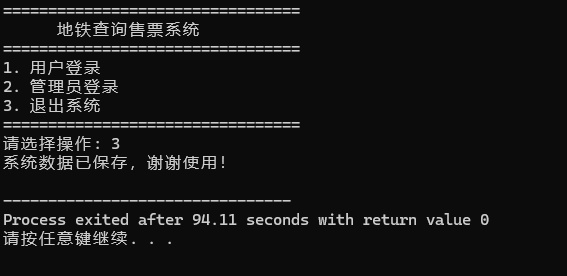 =================================
地铁查询售票系统
=================================
1. 用户登录
2. 管理员登录
3. 退出系统
=================================
请选择操作: 3
系统数据已保存, 谢谢使用!
--------------------------------
Process exited after 94.11 seconds with return value 0
请按任意键继续. . .